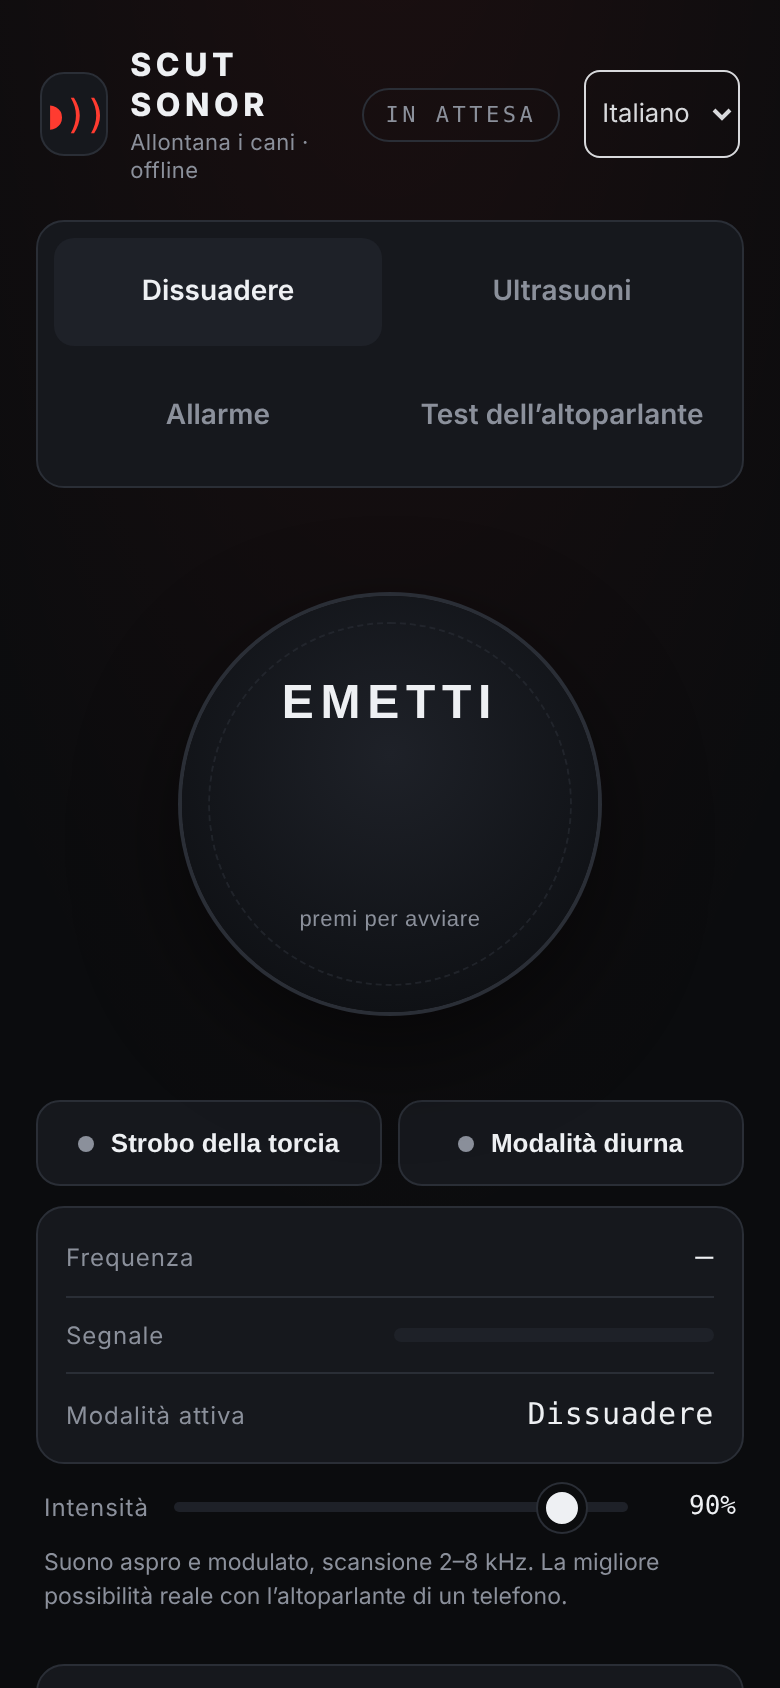 SCUT
SONOR
Allontana i cani ·
offline
IN ATTESA
Italiano
Dissuadere
Ultrasuoni
Allarme
Test dell’altoparlante
EMETTI
premi per avviare
Strobo della torcia
Modalità diurna
Frequenza
—
Segnale
Modalità attiva
Dissuadere
Intensità
90%
Suono aspro e modulato, scansione 2–8 kHz. La migliore
possibilità reale con l’altoparlante di un telefono.